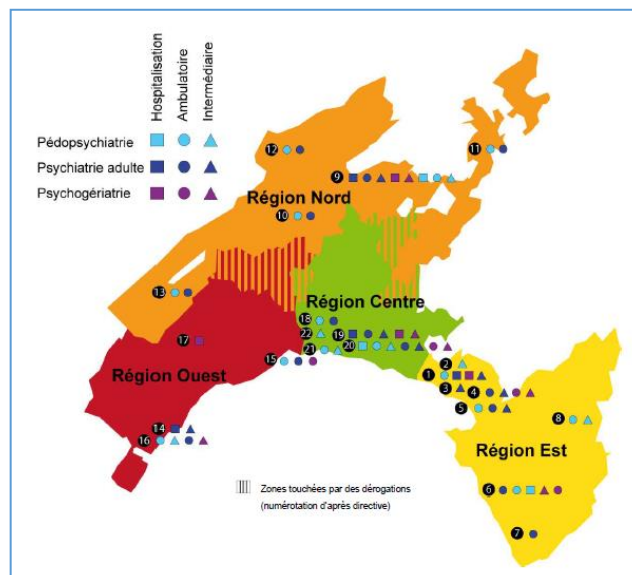 Hospitalisation
Ambulatoire
Intermédiaire
Pédopsychiatrie
Psychiatrie adulte
Psychogériatrie
12
11
9
Région Nord
10
13
Région Centre
18
22
19
17
21
20
15
2
1
Région Ouest
3
4
5
8
14
16
Région Est
Zones touchées par des dérogations
(numérotation d'après directive)
6
7